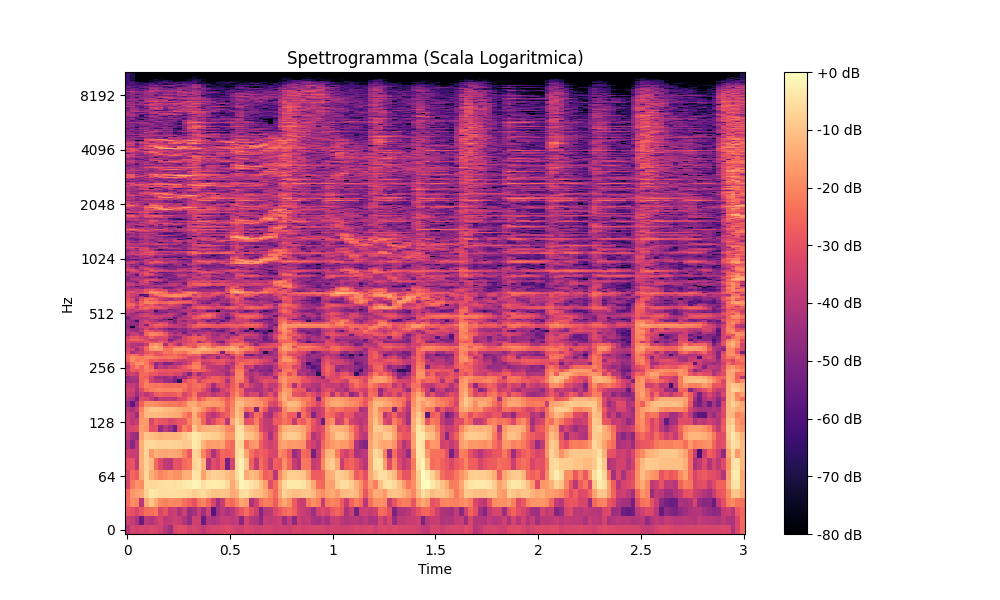 Spettrogramma (Scala Logaritmica)
Hz
8192
4096
2048
1024
512
256
128
64
0
0
0.5
1
1.5
2
2.5
3
Time
+0 dB
-10 dB
-20 dB
-30 dB
-40 dB
-50 dB
-60 dB
-70 dB
-80 dB